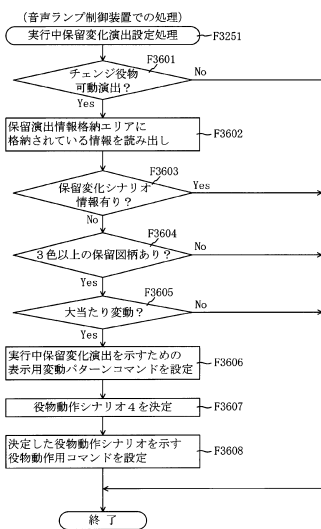 (音声ランプ制御装置での処理)
実行中保留変化演出設定処理
F3251
F3601
チェンジ役物
可動演出?
No
Yes
保留演出情報格納エリアに
格納されている情報を読み出し
F3602
F3603
保留変化シナリオ
情報有り?
Yes
No
F3604
3色以上の保留図柄あり?
No
Yes
F3605
大当たり変動?
No
Yes
実行中保留変化演出を示すための
表示用変動パターンコマンドを設定
F3606
役物動作シナリオ4を決定
F3607
決定した役物動作シナリオを示す
役物動作用コマンドを設定
F3608
終了